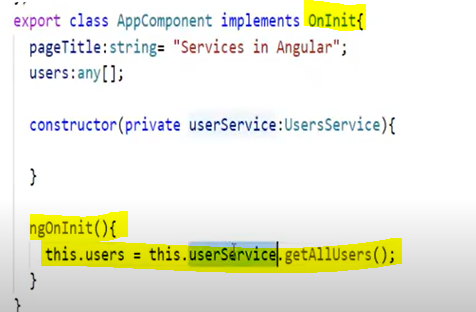 export class AppComponent implements OnInit{
pageTitle:string= "Services in Angular";
users:any[];
constructor(private userService:UsersService){
}
ngOnInit(){
this.users = this.userService.getAllUsers();
}
}